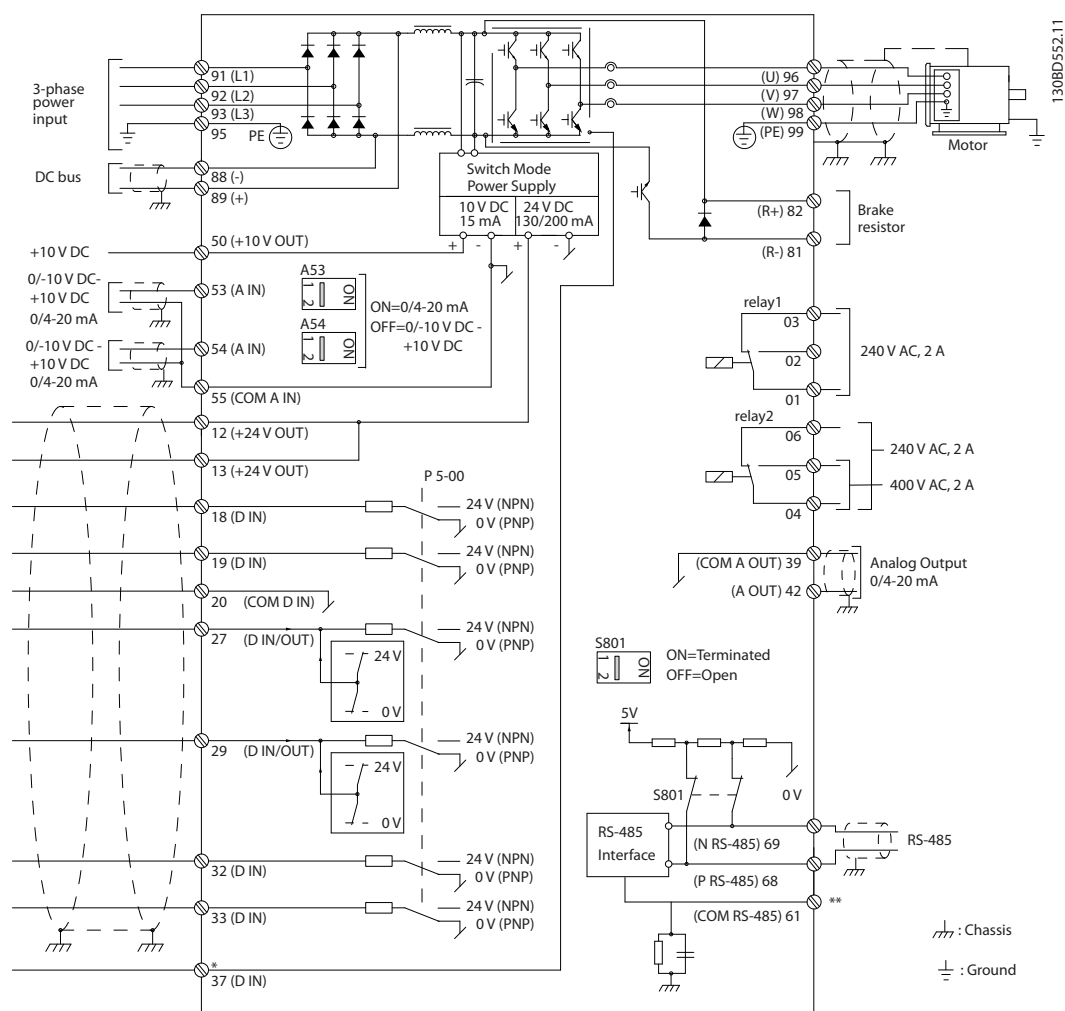 130BD552.11
3-phase
power
input
91 (L1)
92 (L2)
93 (L3)
95
PE
DC bus
88 (-)
89 (+)
Switch Mode
Power Supply
10 V DC
15 mA
24 V DC
130/200 mA
+
-
+
-
(U) 96
(V) 97
(W) 98
(PE) 99
Motor
(R+) 82
(R-) 81
Brake
resistor
+10 V DC
50 (+10 V OUT)
0/-10 V DC-
+10 V DC
0/4-20 mA
53 (A IN)
0/-10 V DC -
+10 V DC
0/4-20 mA
54 (A IN)
55 (COM A IN)
A53
1 2
ON
A54
1 2
ON
ON=0/4-20 mA
OFF=0/-10 V DC -
+10 V DC
relay1
03
02
01
240 V AC, 2 A
relay2
06
05
04
240 V AC, 2 A
400 V AC, 2 A
12 (+24 V OUT)
13 (+24 V OUT)
P 5-00
18 (D IN)
24 V (NPN)
0 V (PNP)
19 (D IN)
24 V (NPN)
0 V (PNP)
20 (COM D IN)
27 (D IN/OUT)
24 V (NPN)
0 V (PNP)
24 V
0 V
29 (D IN/OUT)
24 V (NPN)
0 V (PNP)
24 V
0 V
32 (D IN)
24 V (NPN)
0 V (PNP)
33 (D IN)
24 V (NPN)
0 V (PNP)
*
37 (D IN)
(COM A OUT) 39
(A OUT) 42
Analog Output
0/4-20 mA
S801
1 2
ON
ON=Terminated
OFF=Open
5V
S801
0 V
RS-485
Interface
(N RS-485) 69
(P RS-485) 68
(COM RS-485) 61
RS-485
**
: Chassis
: Ground